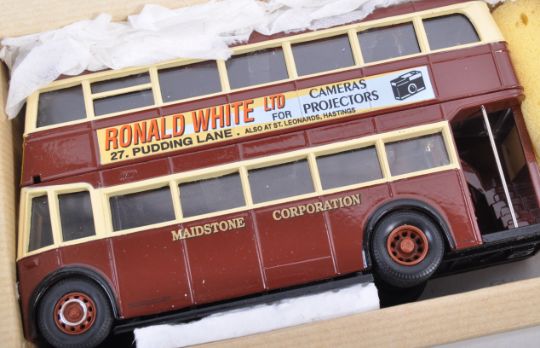 RONALD WHITE LTD FOR CAMERAS PROJECTORS
27. PUDDING LANE. ALSO AT ST. LEONARDS, HASTINGS
MAIDSTONE CORPORATION